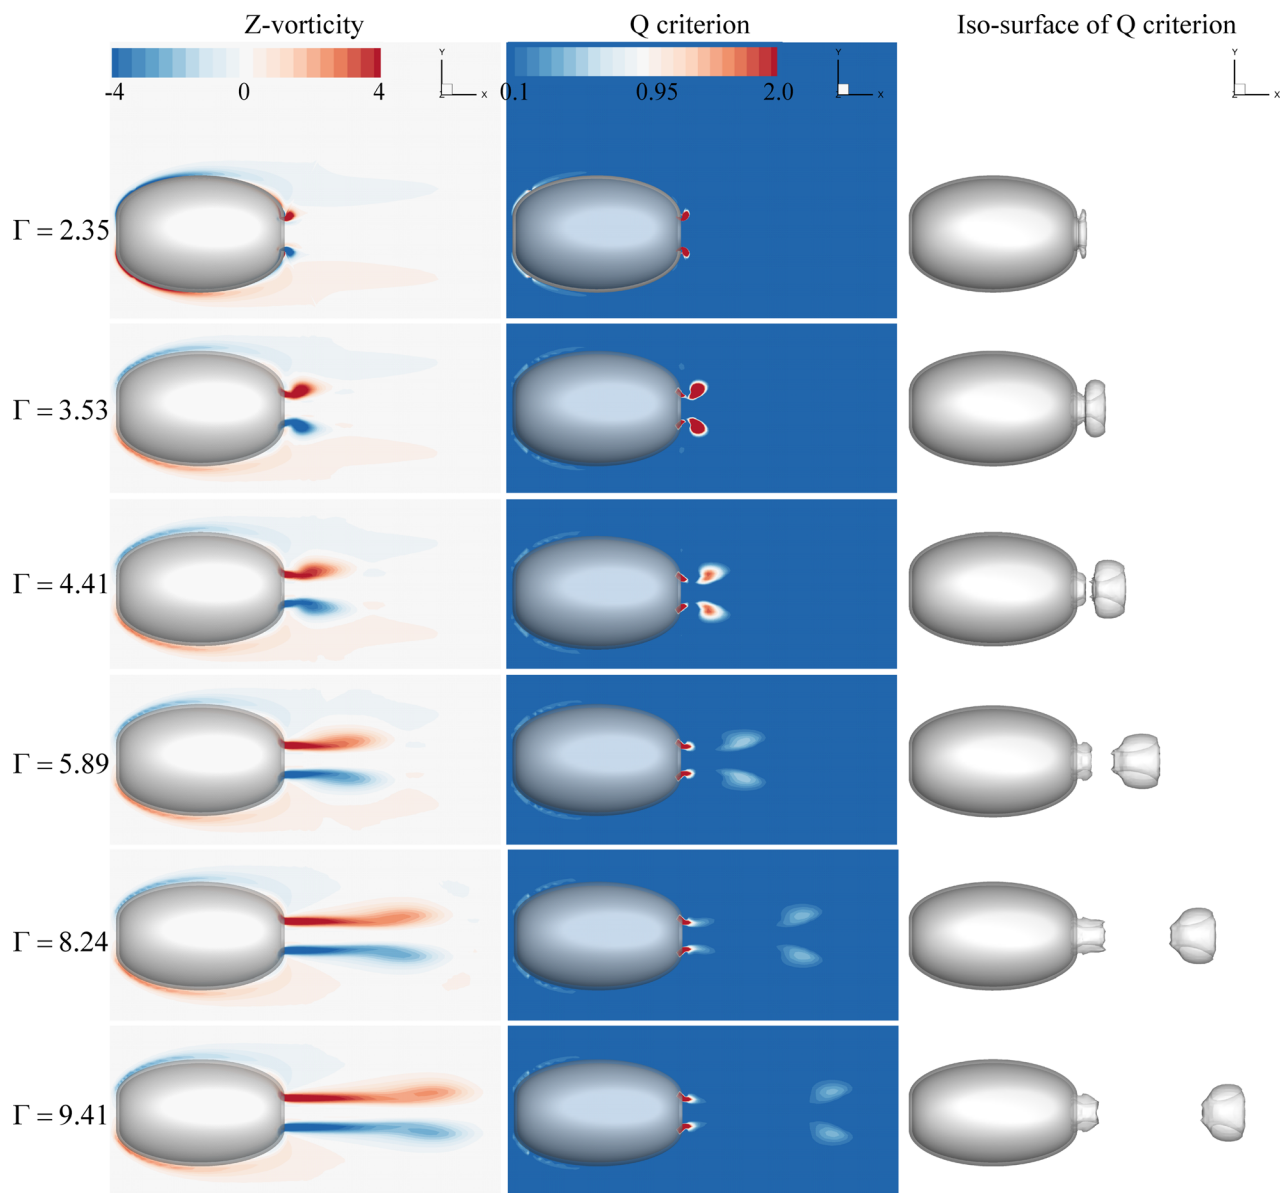 Z-vorticity Q criterion Iso-surface of Q criterion
Y Y Y
Z X Z X Z X
-4 0 4 0.1 0.95 2.0
Γ = 2.35
Γ = 3.53
Γ = 4.41
Γ = 5.89
Γ = 8.24
Γ = 9.41